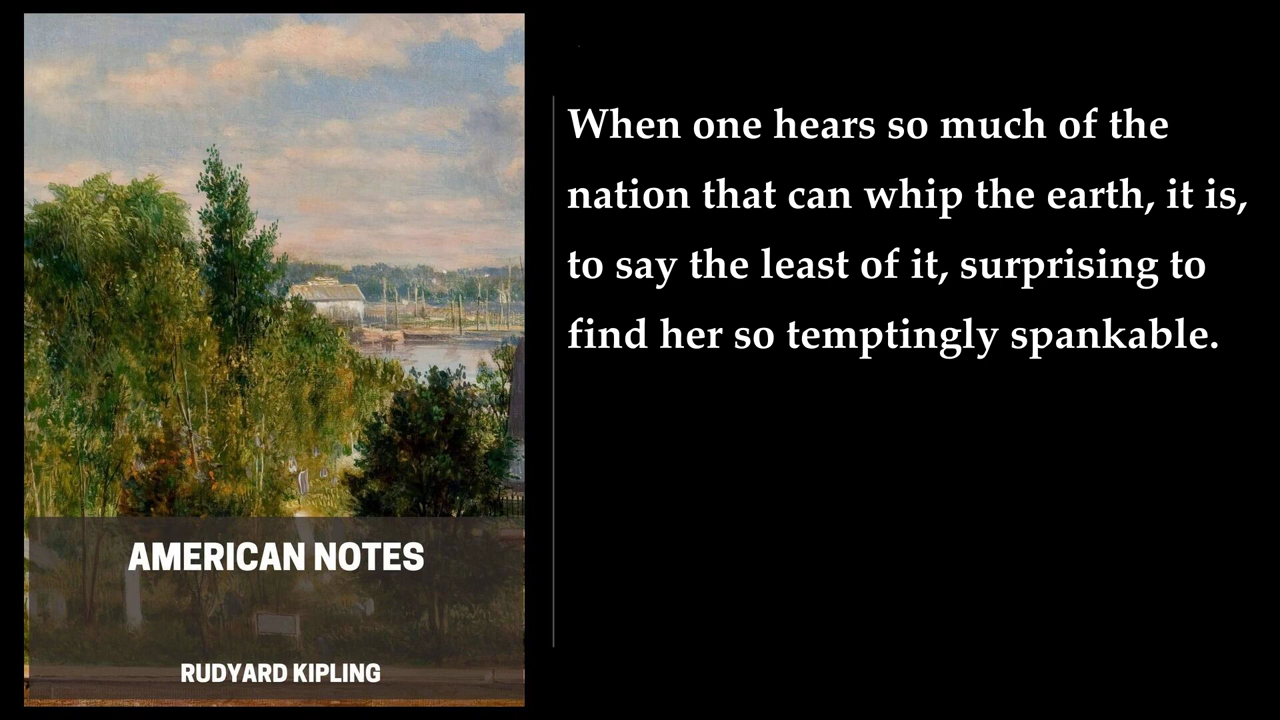 AMERICAN NOTES
RUDYARD KIPLING
When one hears so much of the
nation that can whip the earth, it is,
to say the least of it, surprising to
find her so temptingly spankable.